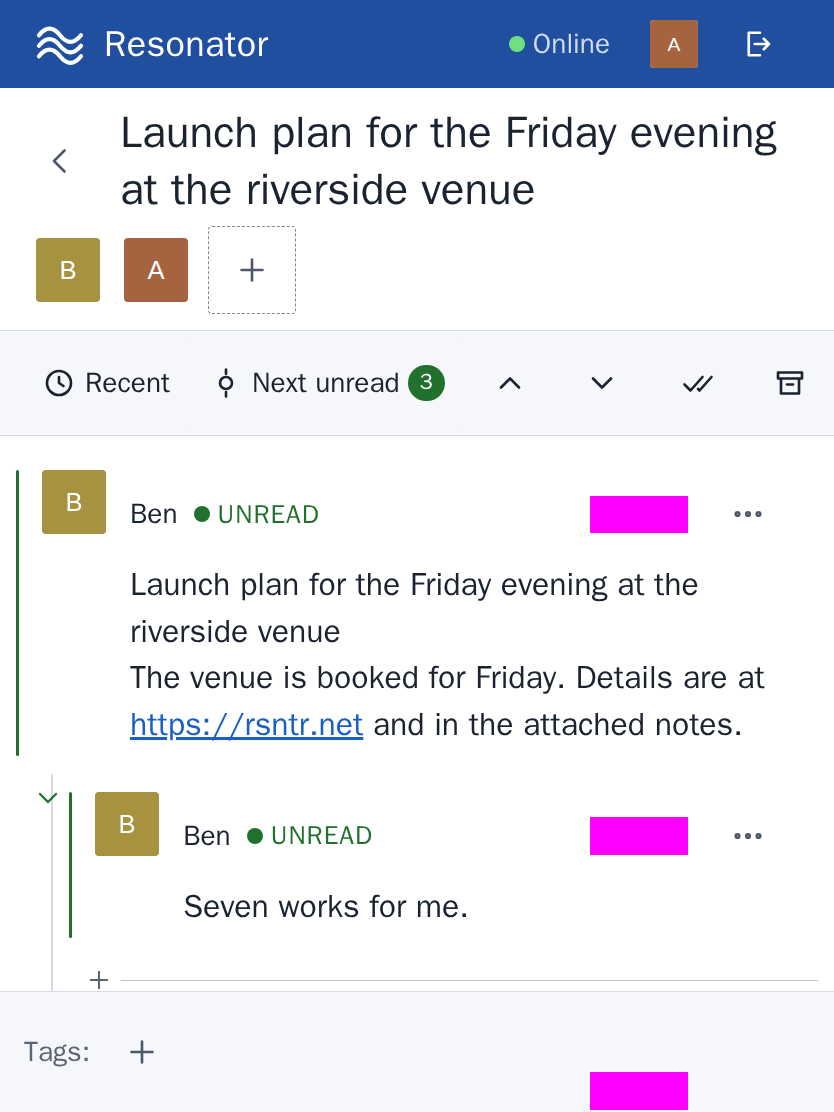 Resonator
Online
A
Launch plan for the Friday evening
at the riverside venue
B
A
Recent
Next unread 3
B
Ben
UNREAD
Launch plan for the Friday evening at the
riverside venue
The venue is booked for Friday. Details are at
https://rsntr.net and in the attached notes.
B
Ben
UNREAD
Seven works for me.
Tags: